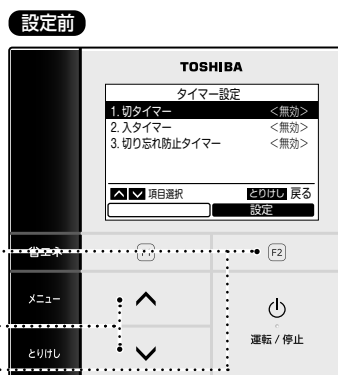 設定前
TOSHIBA
タイマー設定
1. 切タイマー <無効>
2. 入タイマー <無効>
3. 切り忘れ防止タイマー <無効>
項目選択 とりけし 戻る
設定
省エネ F1 F2
メニュー
運転 / 停止
とりけし